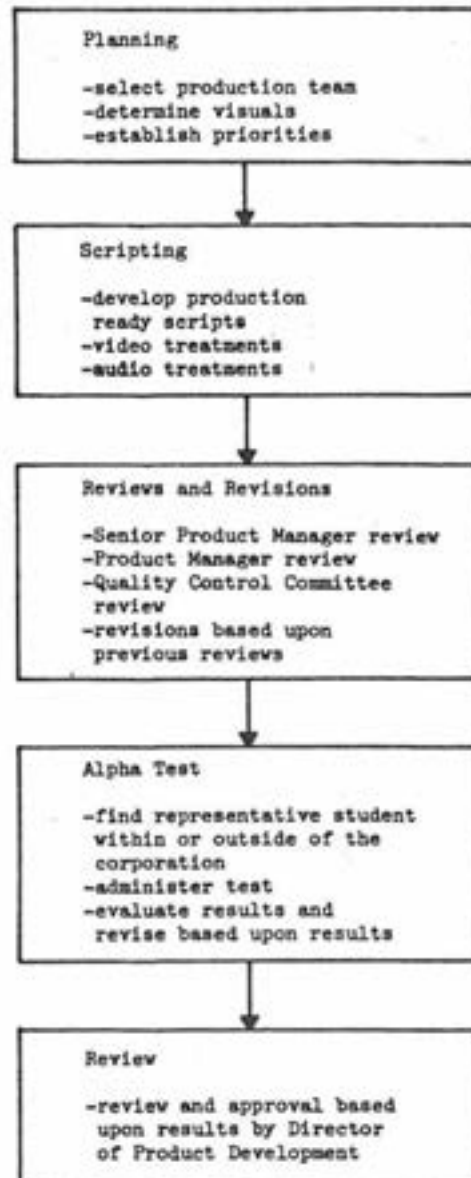 Planning
-select production team
-determine visuals
-establish priorities
Scripting
-develop production
ready scripts
-video treatments
-audio treatments
Reviews and Revisions
-Senior Product Manager review
-Product Manager review
-Quality Control Committee
review
-revisions based upon
previous reviews
Alpha Test
-find representative student
within or outside of the
corporation
-administer test
-evaluate results and
revise based upon results
Review
-review and approval based
upon results by Director
of Product Development